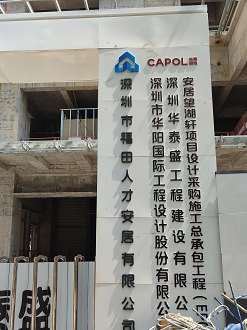 CAPOL
安居望湖轩项目设计采购施工总承包工程(E
深圳华泰盛工程建设有限公
深圳市华阳国际工程设计股份有限公
深圳市福田人才安居有限公司
盛